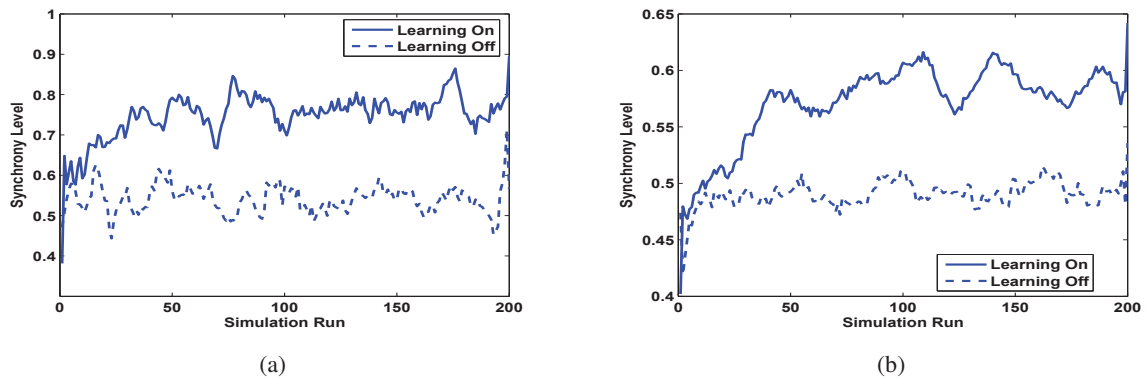 1
0.9
0.8
0.7
0.6
0.5
0.4
0
50
100
150
200
Synchrony Level
Simulation Run
Learning On
Learning Off
(a)
0.65
0.6
0.55
0.5
0.45
0.4
0
50
100
150
200
Synchrony Level
Simulation Run
Learning On
Learning Off
(b)